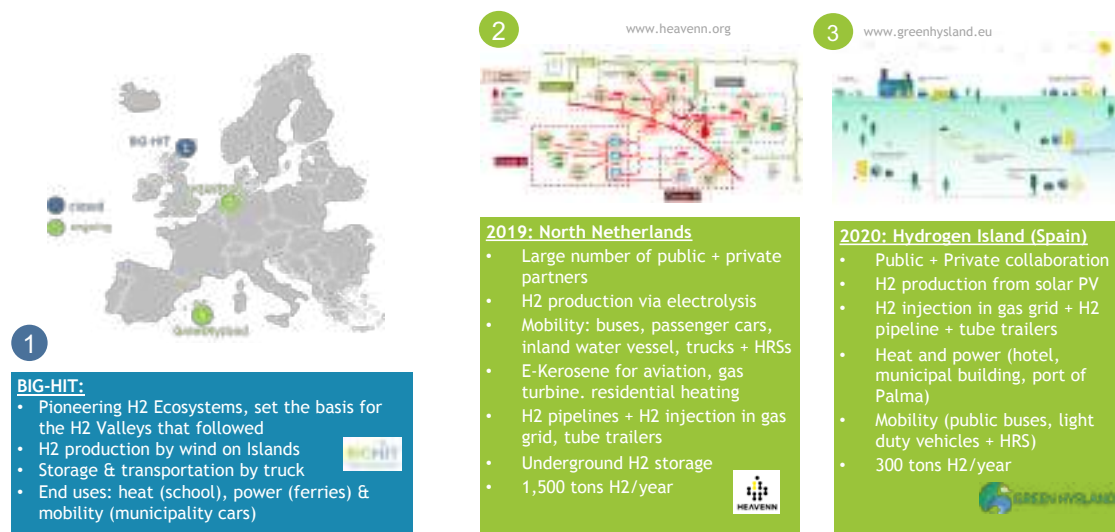 BIG HIT
closed
ongoing
GreenHysland
1
BIG-HIT:
• Pioneering H2 Ecosystems, set the basis for
the H2 Valleys that followed
• H2 production by wind on Islands
• Storage & transportation by truck
• End uses: heat (school), power (ferries) &
mobility (municipality cars)
BIGHIT
2
www.heavenn.org
2019: North Netherlands
• Large number of public + private
partners
• H2 production via electrolysis
• Mobility: buses, passenger cars,
inland water vessel, trucks + HRSs
• E-Kerosene for aviation, gas
turbine. residential heating
• H2 pipelines + H2 injection in gas
grid, tube trailers
• Underground H2 storage
• 1,500 tons H2/year
HEAVENN
3
www.greenhysland.eu
2020: Hydrogen Island (Spain)
• Public + Private collaboration
• H2 production from solar PV
• H2 injection in gas grid + H2
pipeline + tube trailers
• Heat and power (hotel,
municipal building, port of
Palma)
• Mobility (public buses, light
duty vehicles + HRS)
• 300 tons H2/year
GREEN HYSLAND